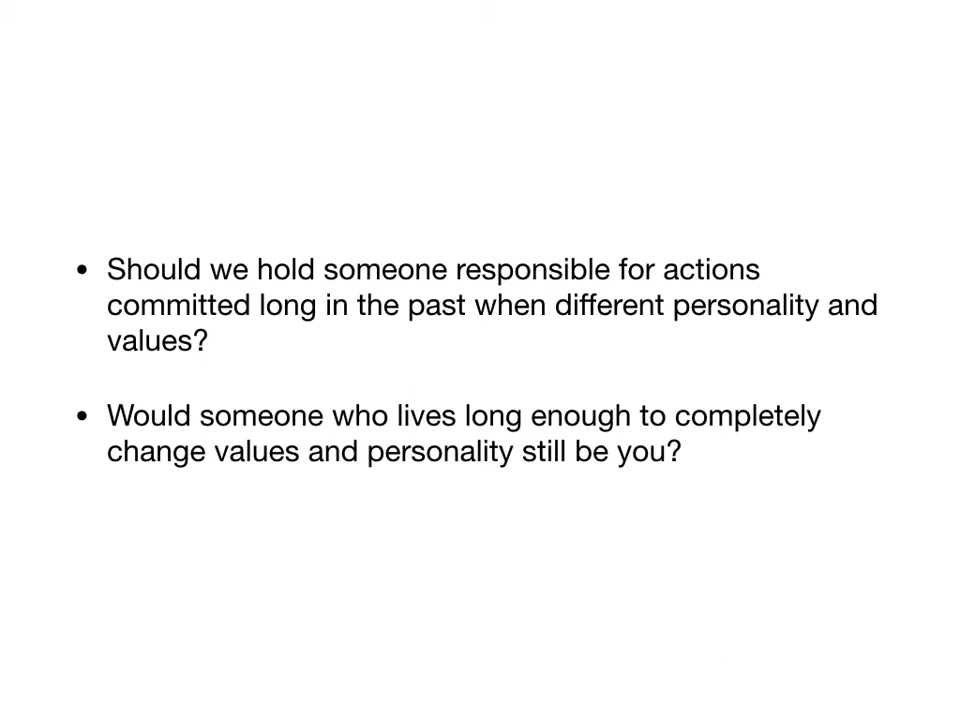 • Should we hold someone responsible for actions
committed long in the past when different personality and
values?
• Would someone who lives long enough to completely
change values and personality still be you?